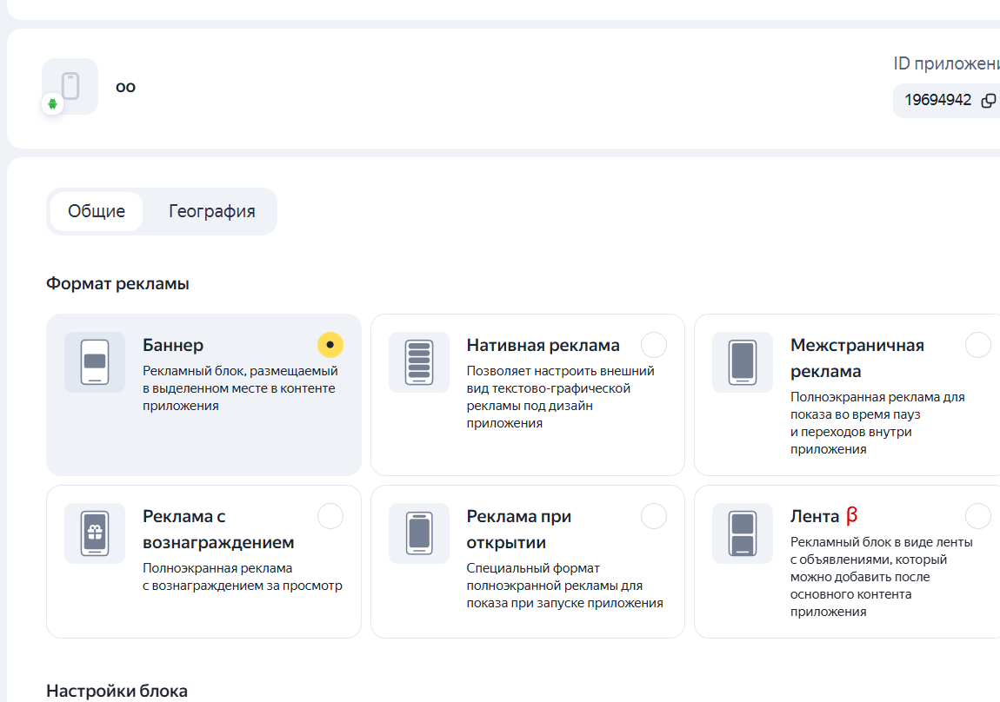 oo
ID приложени
19694942
Общие
География
Формат рекламы
Баннер
Рекламный блок, размещаемый
в выделенном месте в контенте
приложения
Нативная реклама
Позволяет настроить внешний
вид текстово-графической
рекламы под дизайн
приложения
Межстраничная
реклама
Полноэкранная реклама для
показа во время пауз
и переходов внутри
приложения
Реклама с
вознаграждением
Полноэкранная реклама
с вознаграждением за просмотр
Реклама при
открытии
Специальный формат
полноэкранной рекламы для
показа при запуске приложения
Лента β
Рекламный блок в виде ленты
с объявлениями, который
можно добавить после
основного контента
приложения
Настройки блока